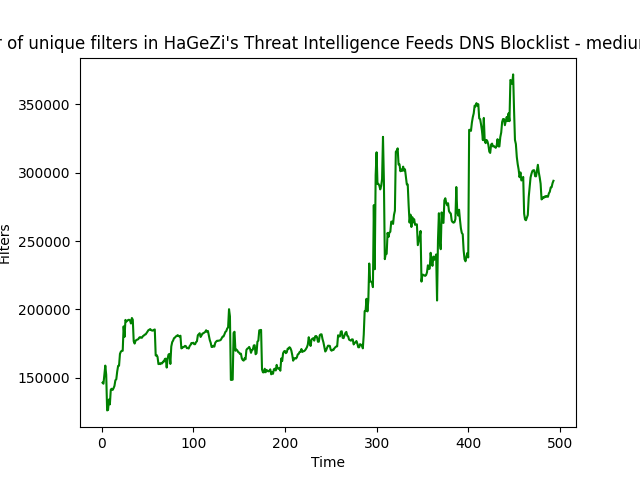 r of unique filters in HaGeZi's Threat Intelligence Feeds DNS Blocklist - mediu
350000
300000
250000
200000
150000
Filters
0 100 200 300 400 500
Time